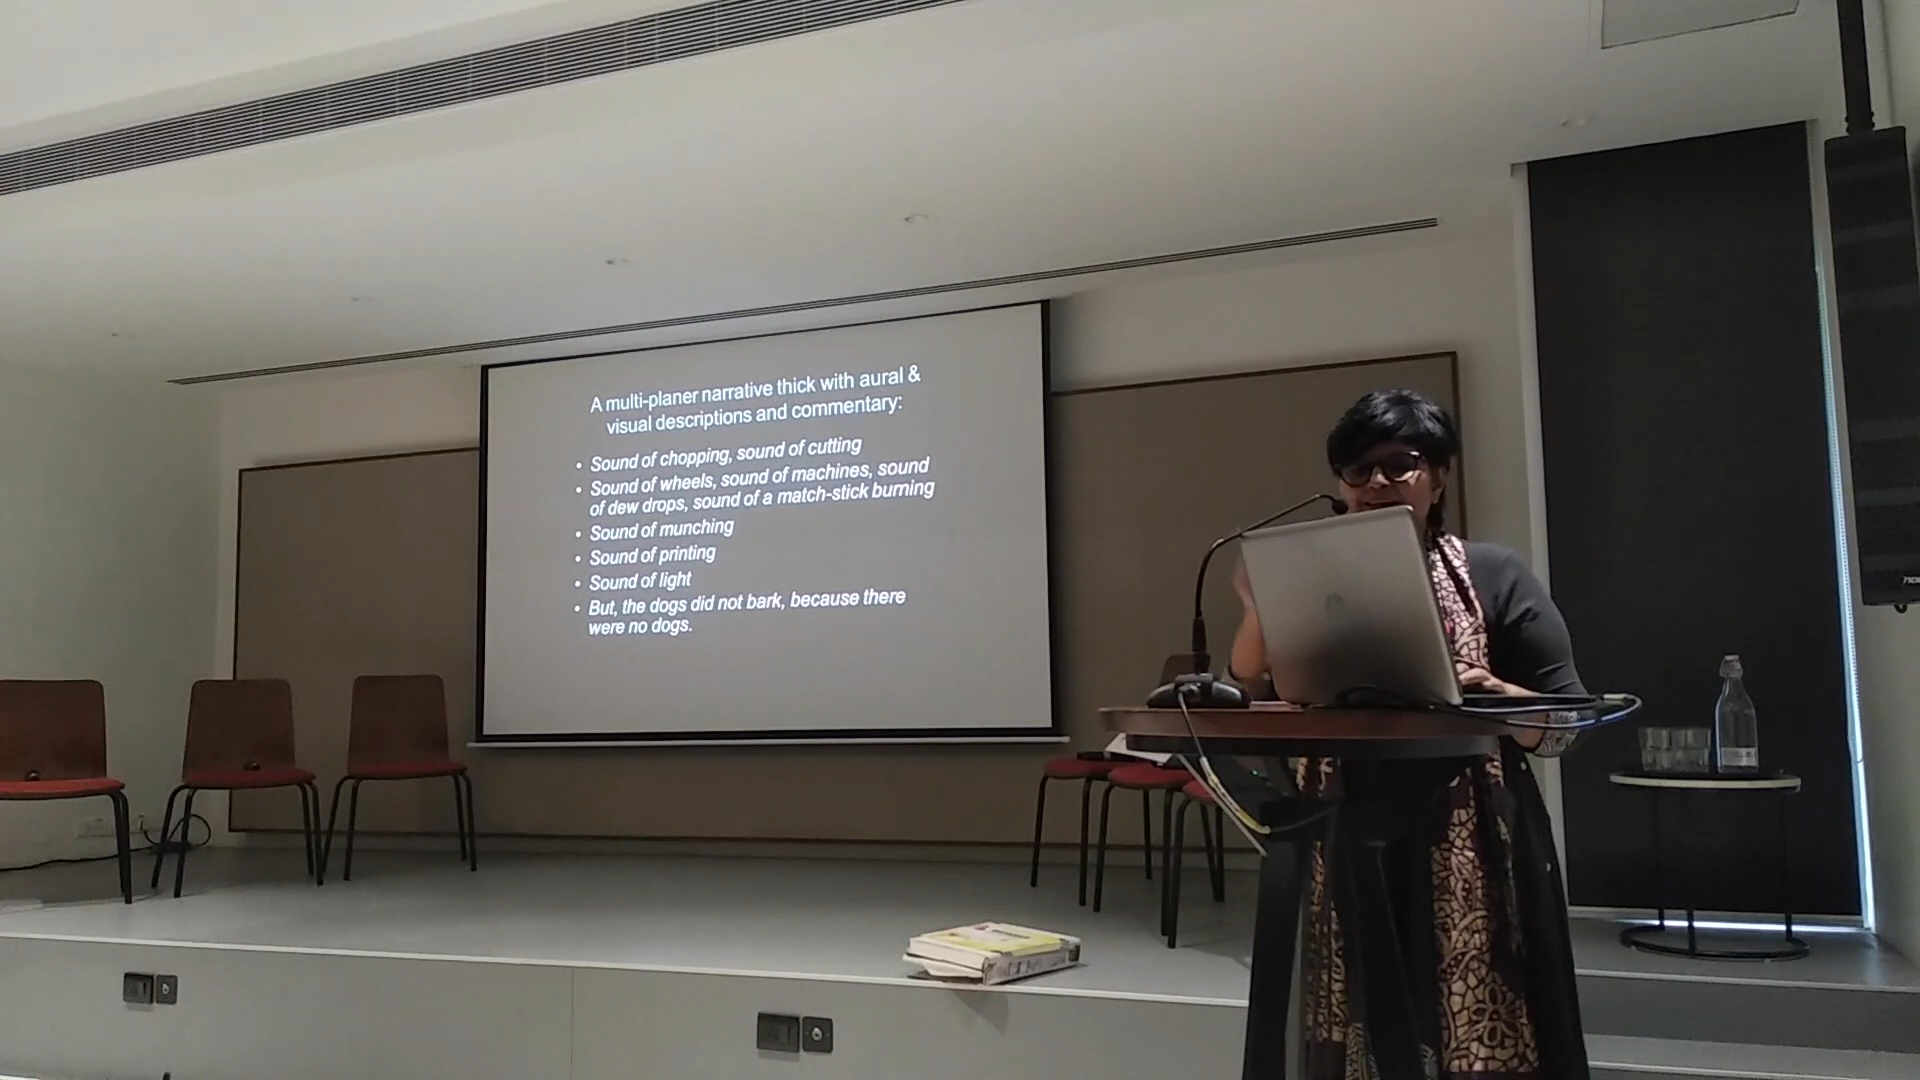 A multi-planer narrative thick with aural &
visual descriptions and commentary:
• Sound of chopping, sound of cutting
• Sound of wheels, sound of machines, sound
of dew drops, sound of a match-stick burning
• Sound of munching
• Sound of printing
• Sound of light
• But, the dogs did not bark, because there
were no dogs.